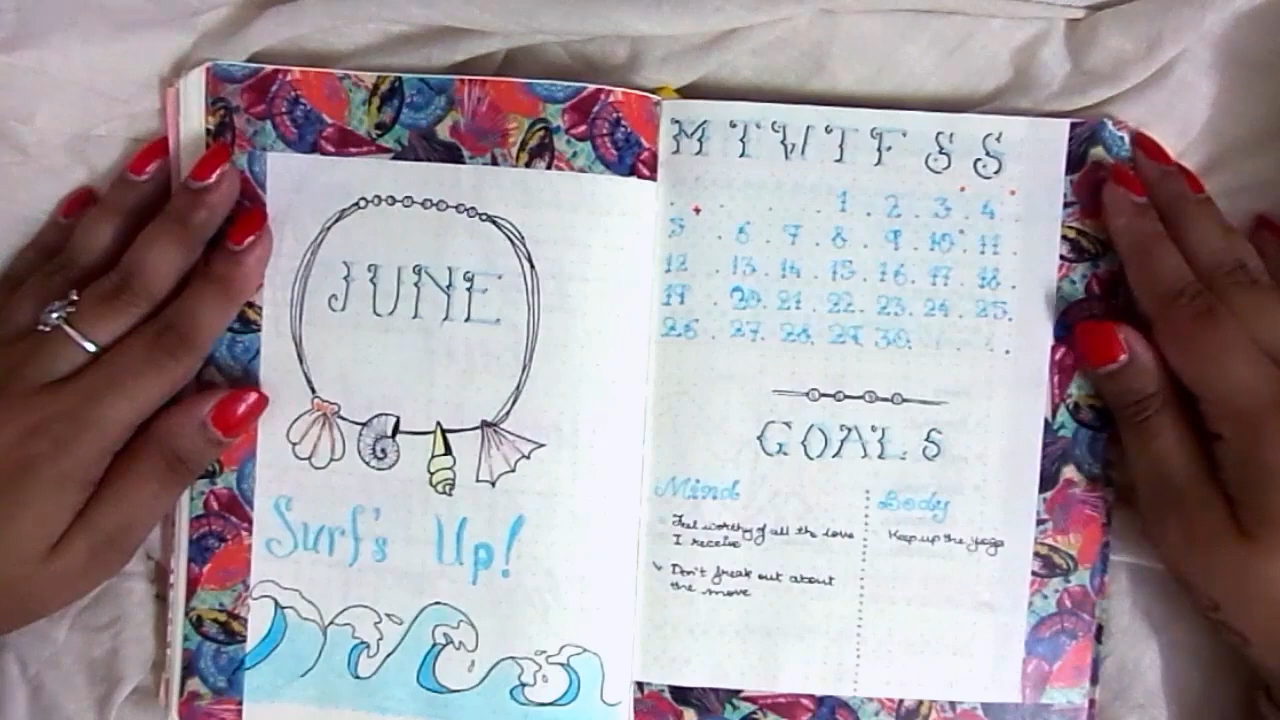 JUNE
Surf's Up!
M T W T F S S
1 2 3 4
5 6 7 8 9 10 11
12 13 14 15 16 17 18
19 20 21 22 23 24 25
26 27 28 29 30
GOALS
Mind
Feel worthy of all the love
I receive
Don't freak out about
the move
Body
Keep up the yoga